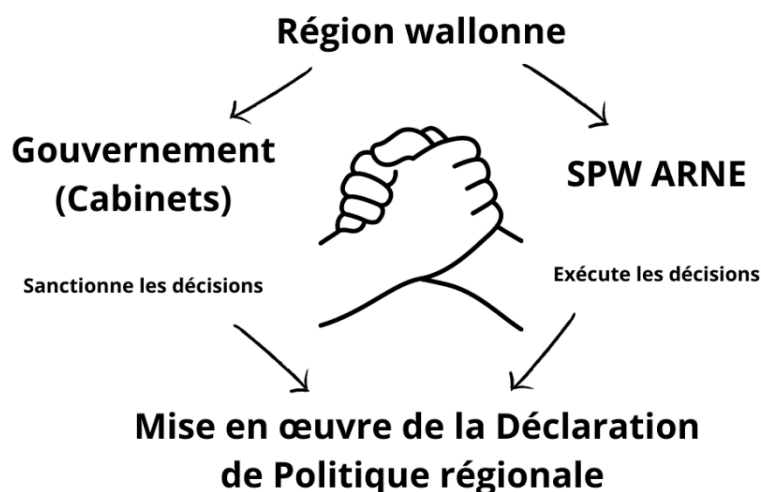 Région wallonne
Gouvernement
(Cabinets)
SPW ARNE
Sanctionne les décisions
Exécute les décisions
Mise en œuvre de la Déclaration
de Politique régionale